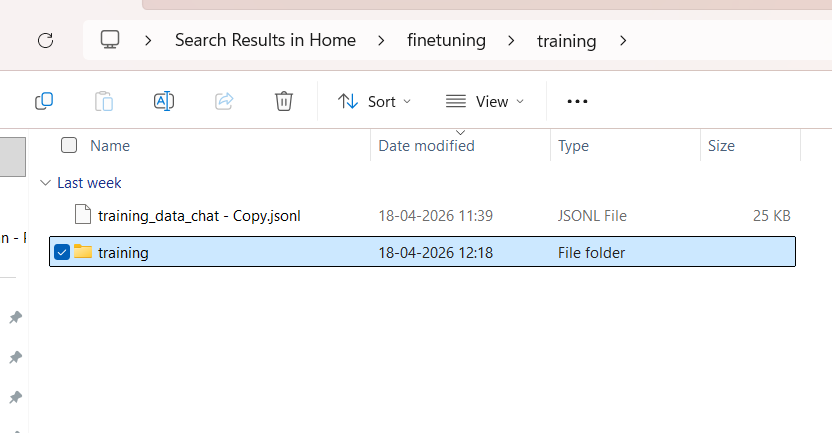 Search Results in Home > finetuning > training >
Sort View
Name Date modified Type Size
Last week
training_data_chat - Copy.jsonl 18-04-2026 11:39 JSONL File 25 KB
n - F
training 18-04-2026 12:18 File folder